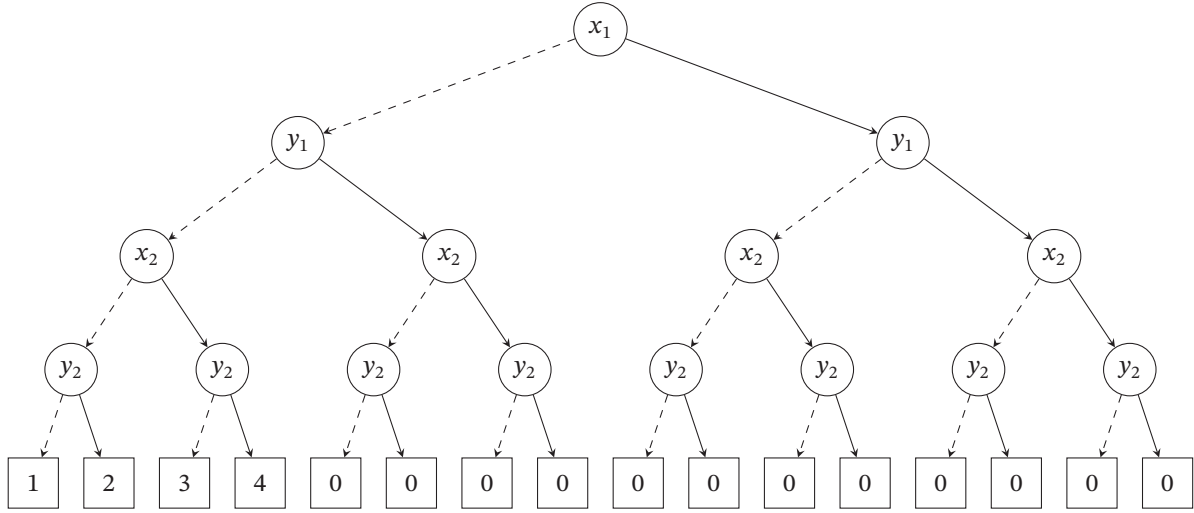 x₁
y₁ y₁
x₂ x₂ x₂ x₂
y₂ y₂ y₂ y₂ y₂ y₂ y₂ y₂
1 2 3 4 0 0 0 0 0 0 0 0 0 0 0 0